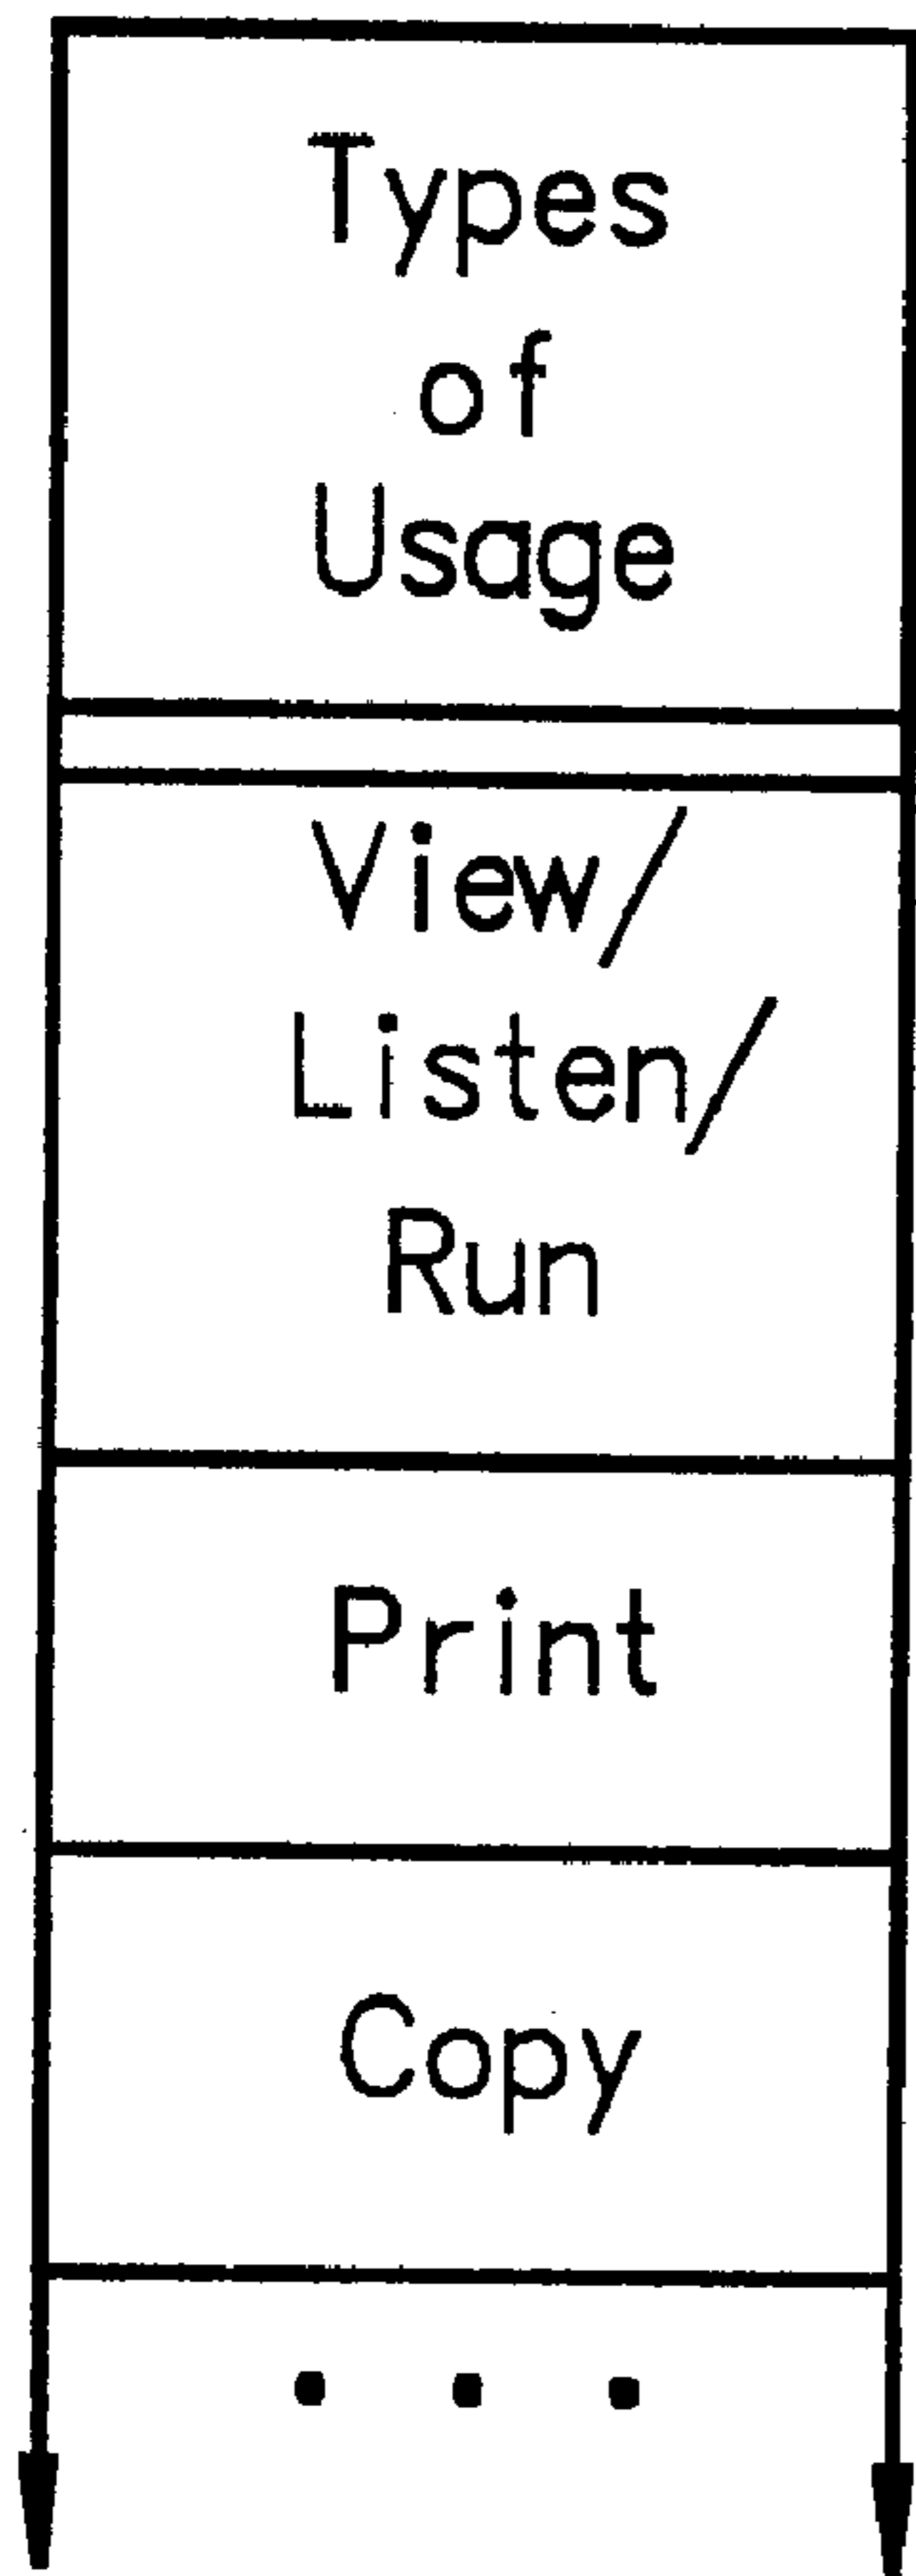 Types
of
Usage
View/
Listen/
Run
Print
Copy
. . .